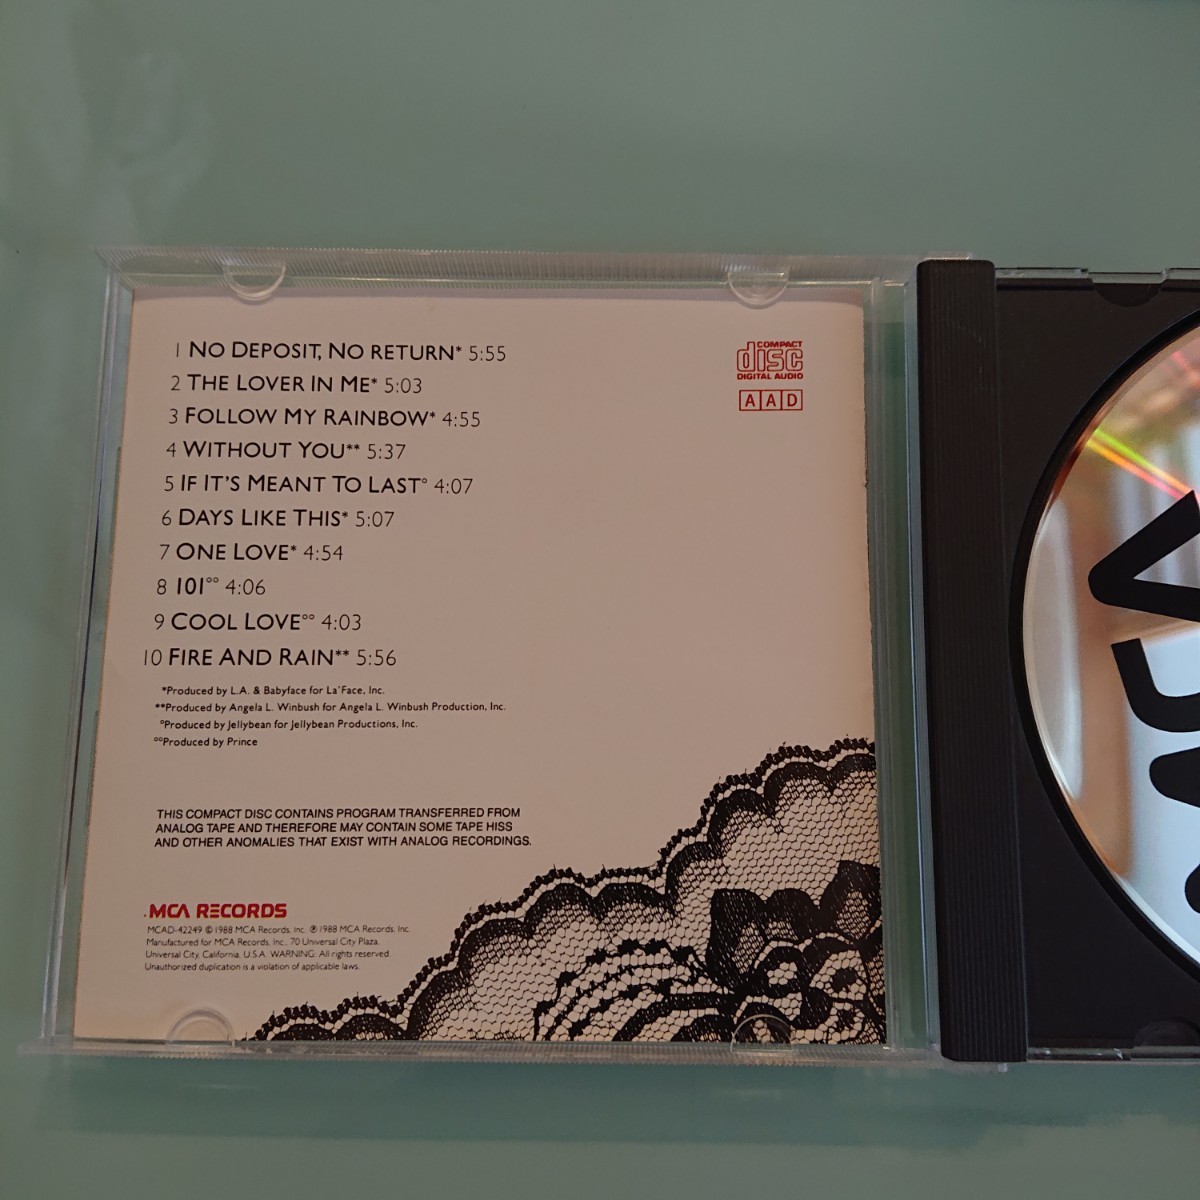 1 NO DEPOSIT, NO RETURN* 5:55
2 THE LOVER IN ME* 5:03
3 FOLLOW MY RAINBOW* 4:55
4 WITHOUT YOU** 5:37
5 IF IT'S MEANT TO LAST° 4:07
6 DAYS LIKE THIS* 5:07
7 ONE LOVE* 4:54
8 101°° 4:06
9 COOL LOVE°° 4:03
10 FIRE AND RAIN** 5:56
*Produced by L.A. & Babyface for La'Face, Inc.
**Produced by Angela L. Winbush for Angela L. Winbush Production, Inc.
°Produced by Jellybean for Jellybean Productions, Inc.
°°Produced by Prince
COMPACT
disc
DIGITAL AUDIO
AAD
THIS COMPACT DISC CONTAINS PROGRAM TRANSFERRED FROM
ANALOG TAPE AND THEREFORE MAY CONTAIN SOME TAPE HISS
AND OTHER ANOMALIES THAT EXIST WITH ANALOG RECORDINGS.
MCA RECORDS
MCAD-42249 © 1988 MCA Records, Inc. ℗ 1988 MCA Records, Inc.
Manufactured for MCA Records, Inc., 70 Universal City Plaza,
Universal City, California, U.S.A. WARNING: All rights reserved.
Unauthorized duplication is a violation of applicable laws.